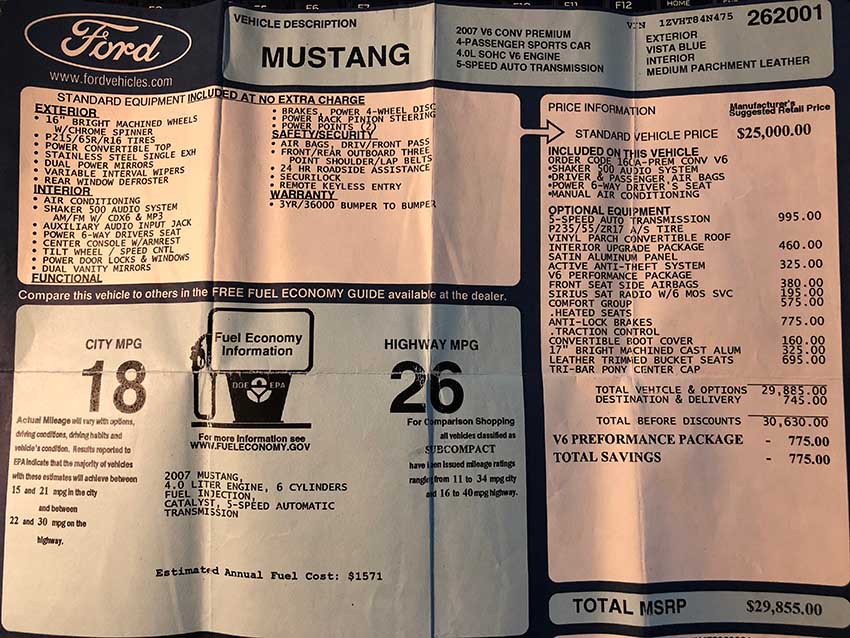 Ford
www.fordvehicles.com
VEHICLE DESCRIPTION
MUSTANG
2007 V6 CONV PREMIUM
4-PASSENGER SPORTS CAR
4.0L SOHC V6 ENGINE
5-SPEED AUTO TRANSMISSION
VIN 1ZVHT84N475 262001
EXTERIOR
VISTA BLUE
INTERIOR
MEDIUM PARCHMENT LEATHER
STANDARD EQUIPMENT INCLUDED AT NO EXTRA CHARGE
EXTERIOR
• 16" BRIGHT MACHINED WHEELS
W/CHROME SPINNER
• P215/65R/R16 TIRES
• POWER CONVERTIBLE TOP
• STAINLESS STEEL SINGLE EXH
• DUAL POWER MIRRORS
• VARIABLE INTERVAL WIPERS
• REAR WINDOW DEFROSTER
INTERIOR
• AIR CONDITIONING
• SHAKER 500 AUDIO SYSTEM
AM/FM W/ CDX6 & MP3
• AUXILIARY AUDIO INPUT JACK
• POWER 6-WAY DRIVERS SEAT
• CENTER CONSOLE W/ARMREST
• TILT WHEEL / SPEED CNTL
• POWER DOOR LOCKS & WINDOWS
• DUAL VANITY MIRRORS
FUNCTIONAL
• BRAKES, POWER 4-WHEEL DISC
• POWER RACK PINION STEERING
• POWER POINTS (2)
SAFETY/SECURITY
• AIR BAGS, DRIV/FRONT PASS
• FRONT/REAR OUTBOARD THREE
POINT SHOULDER/LAP BELTS
• 24 HR ROADSIDE ASSISTANCE
• SECURILOCK
• REMOTE KEYLESS ENTRY
WARRANTY
• 3YR/36000 BUMPER TO BUMPER
PRICE INFORMATION
Manufacturer's
Suggested Retail Price
STANDARD VEHICLE PRICE $25,000.00
INCLUDED ON THIS VEHICLE
ORDER CODE 160A-PREM CONV V6
•SHAKER 500 AUDIO SYSTEM
•DRIVER & PASSENGER AIR BAGS
•POWER 6-WAY DRIVER'S SEAT
•MANUAL AIR CONDITIONING
OPTIONAL EQUIPMENT
5-SPEED AUTO TRANSMISSION 995.00
P235/55/ZR17 A/S TIRE
VINYL PARCH CONVERTIBLE ROOF
INTERIOR UPGRADE PACKAGE 460.00
SATIN ALUMINUM PANEL
ACTIVE ANTI-THEFT SYSTEM 325.00
V6 PERFORMANCE PACKAGE
FRONT SEAT SIDE AIRBAGS 380.00
SIRIUS SAT RADIO W/6 MOS SVC 195.00
COMFORT GROUP 575.00
.HEATED SEATS
ANTI-LOCK BRAKES 775.00
.TRACTION CONTROL
CONVERTIBLE BOOT COVER 160.00
17" BRIGHT MACHINED CAST ALUM 325.00
LEATHER TRIMMED BUCKET SEATS 695.00
TRI-BAR PONY CENTER CAP
TOTAL VEHICLE & OPTIONS 29,885.00
DESTINATION & DELIVERY 745.00
TOTAL BEFORE DISCOUNTS 30,630.00
V6 PREFORMANCE PACKAGE - 775.00
TOTAL SAVINGS - 775.00
TOTAL MSRP $29,855.00
Compare this vehicle to others in the FREE FUEL ECONOMY GUIDE available at the dealer.
CITY MPG
18
Fuel Economy
Information
DOE EPA
HIGHWAY MPG
26
Actual Mileage will vary with options,
driving conditions, driving habits and
vehicle's condition. Results reported to
EPA indicate that the majority of vehicles
with these estimates will achieve between
15 and 21 mpg in the city
and between
22 and 30 mpg on the
highway.
For more information see
WWW.FUELECONOMY.GOV
2007 MUSTANG,
4.0 LITER ENGINE, 6 CYLINDERS
FUEL INJECTION,
CATALYST, 5-SPEED AUTOMATIC
TRANSMISSION
For Comparison Shopping
all vehicles classified as
SUBCOMPACT
have been issued mileage ratings
ranging from 11 to 34 mpg city
and 16 to 40 mpg highway.
Estimated Annual Fuel Cost: $1571